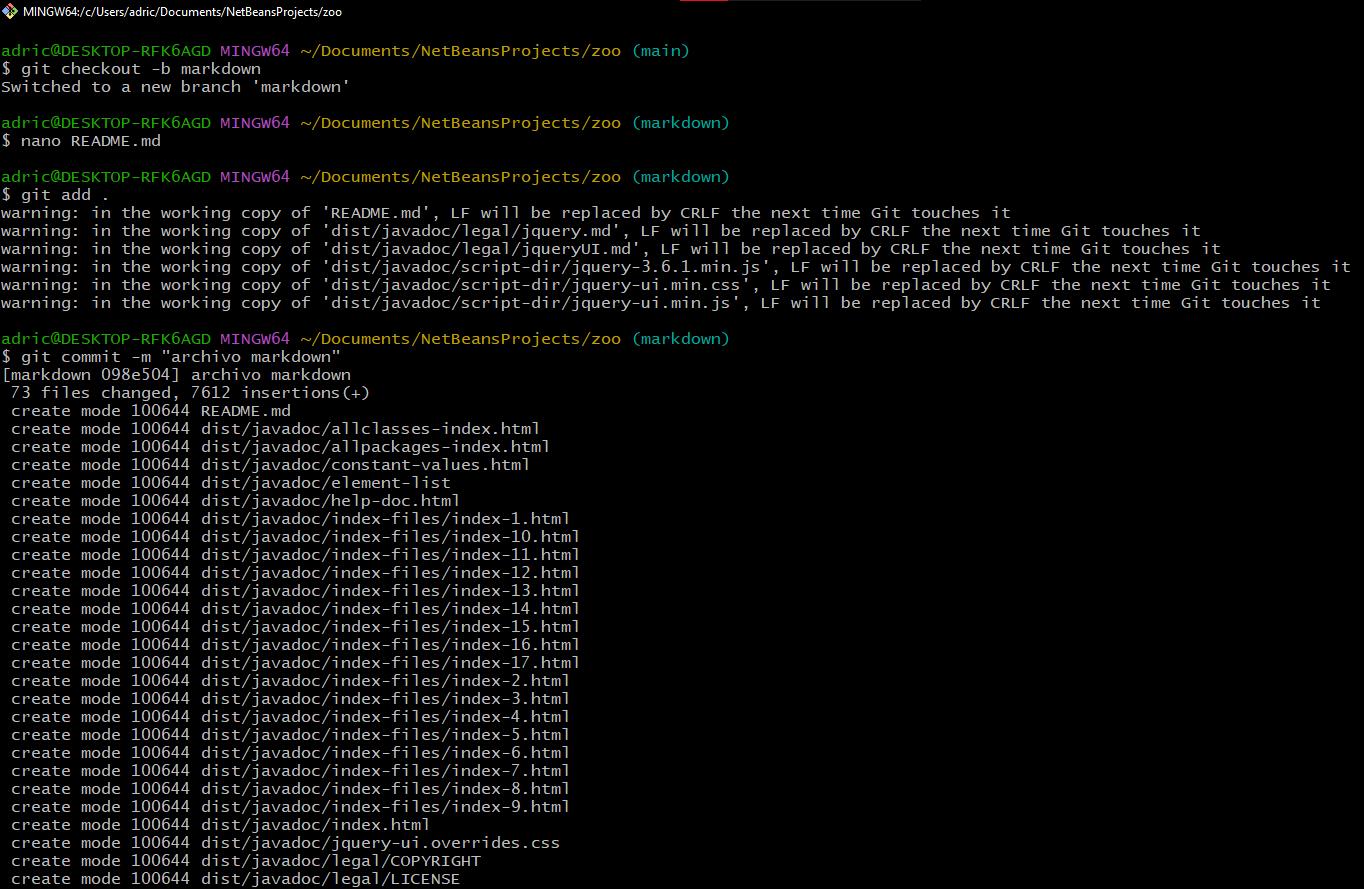 MINGW64:/c/Users/adric/Documents/NetBeansProjects/zoo
adric@DESKTOP-RFK6AGD MINGW64 ~/Documents/NetBeansProjects/zoo (main)
$ git checkout -b markdown
Switched to a new branch 'markdown'
adric@DESKTOP-RFK6AGD MINGW64 ~/Documents/NetBeansProjects/zoo (markdown)
$ nano README.md
adric@DESKTOP-RFK6AGD MINGW64 ~/Documents/NetBeansProjects/zoo (markdown)
$ git add .
warning: in the working copy of 'README.md', LF will be replaced by CRLF the next time Git touches it
warning: in the working copy of 'dist/javadoc/legal/jquery.md', LF will be replaced by CRLF the next time Git touches it
warning: in the working copy of 'dist/javadoc/legal/jqueryUI.md', LF will be replaced by CRLF the next time Git touches it
warning: in the working copy of 'dist/javadoc/script-dir/jquery-3.6.1.min.js', LF will be replaced by CRLF the next time Git touches it
warning: in the working copy of 'dist/javadoc/script-dir/jquery-ui.min.css', LF will be replaced by CRLF the next time Git touches it
warning: in the working copy of 'dist/javadoc/script-dir/jquery-ui.min.js', LF will be replaced by CRLF the next time Git touches it
adric@DESKTOP-RFK6AGD MINGW64 ~/Documents/NetBeansProjects/zoo (markdown)
$ git commit -m "archivo markdown"
[markdown 098e504] archivo markdown
73 files changed, 7612 insertions(+)
create mode 100644 README.md
create mode 100644 dist/javadoc/allclasses-index.html
create mode 100644 dist/javadoc/allpackages-index.html
create mode 100644 dist/javadoc/constant-values.html
create mode 100644 dist/javadoc/element-list
create mode 100644 dist/javadoc/help-doc.html
create mode 100644 dist/javadoc/index-files/index-1.html
create mode 100644 dist/javadoc/index-files/index-10.html
create mode 100644 dist/javadoc/index-files/index-11.html
create mode 100644 dist/javadoc/index-files/index-12.html
create mode 100644 dist/javadoc/index-files/index-13.html
create mode 100644 dist/javadoc/index-files/index-14.html
create mode 100644 dist/javadoc/index-files/index-15.html
create mode 100644 dist/javadoc/index-files/index-16.html
create mode 100644 dist/javadoc/index-files/index-17.html
create mode 100644 dist/javadoc/index-files/index-2.html
create mode 100644 dist/javadoc/index-files/index-3.html
create mode 100644 dist/javadoc/index-files/index-4.html
create mode 100644 dist/javadoc/index-files/index-5.html
create mode 100644 dist/javadoc/index-files/index-6.html
create mode 100644 dist/javadoc/index-files/index-7.html
create mode 100644 dist/javadoc/index-files/index-8.html
create mode 100644 dist/javadoc/index-files/index-9.html
create mode 100644 dist/javadoc/index.html
create mode 100644 dist/javadoc/jquery-ui.overrides.css
create mode 100644 dist/javadoc/legal/COPYRIGHT
create mode 100644 dist/javadoc/legal/LICENSE